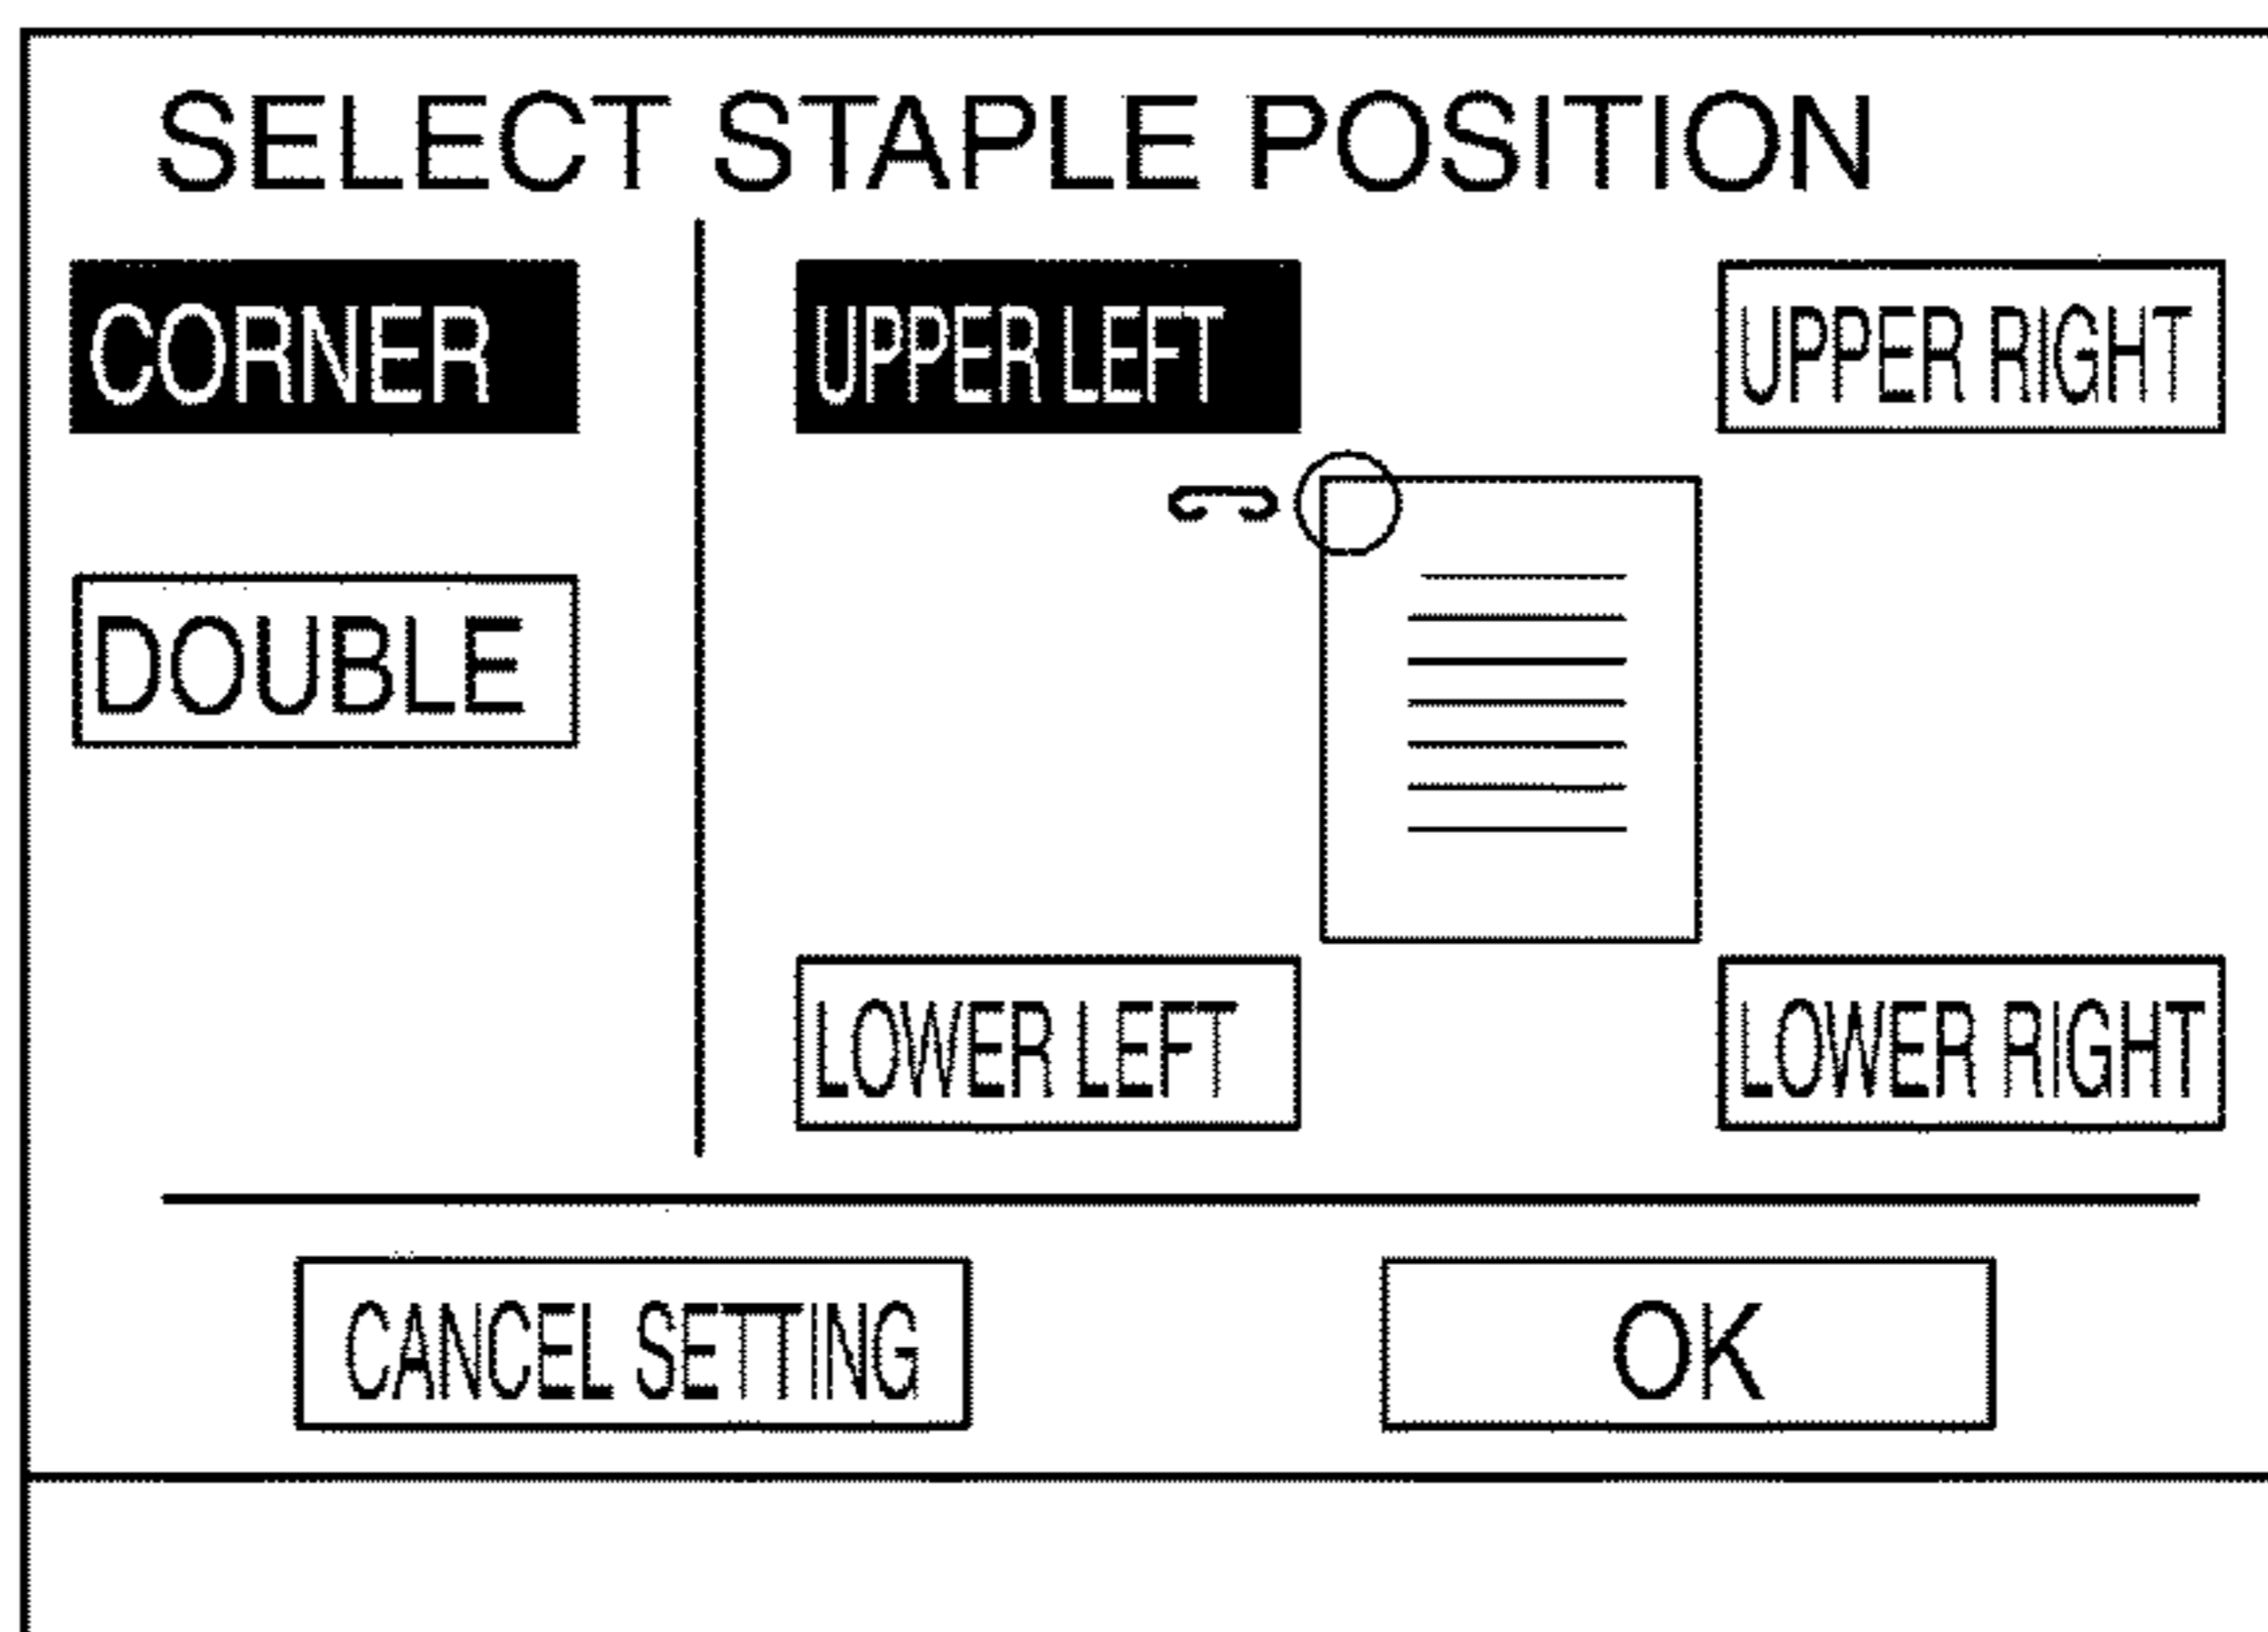 SELECT STAPLE POSITION
CORNER
UPPER LEFT
UPPER RIGHT
DOUBLE
LOWER LEFT
LOWER RIGHT
CANCEL SETTING
OK